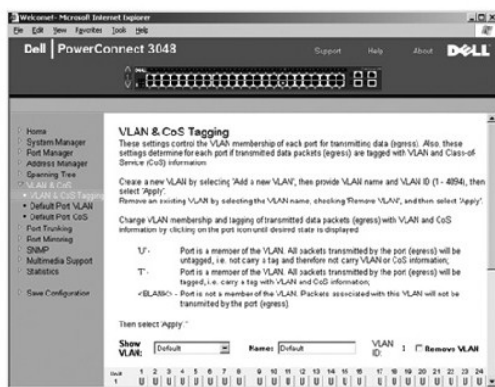 Welcome! - Microsoft Internet Explorer
File Edit View Favorites Tools Help
Dell | PowerConnect 3048
Support Help About DELL
Home
System Manager
Port Manager
Address Manager
Spanning Tree
VLAN & CoS
VLAN & CoS Tagging
Default Port VLAN
Default Port CoS
Port Trunking
Port Mirroring
SNMP
Multimedia Support
Statistics
Save Configuration
VLAN & CoS Tagging
These settings control the VLAN membership of each port for transmitting data (egress). Also, these
settings determine for each port if transmitted data packets (egress) are tagged with VLAN and Class-of-
Service (CoS) information
Create a new VLAN by selecting 'Add a new VLAN', then provide VLAN name and VLAN ID (1 - 4094), then
select 'Apply'.
Remove an existing VLAN by selecting the VLAN name, checking 'Remove VLAN', and then select 'Apply'.
Change VLAN membership and tagging of transmitted data packets (egress) with VLAN and CoS
information by clicking on the port icon until desired state is displayed
'U' - Port is a member of the VLAN. All packets transmitted by the port (egress) will be
untagged, i.e. not carry a tag and therefore not carry VLAN or CoS information;
'T' - Port is a member of the VLAN. All packets transmitted by the port (egress) will be
tagged, i.e. carry a tag with VLAN and CoS information;
<BLANK> - Port is not a member of the VLAN. Packets associated with this VLAN will not be
transmitted by the port (egress).
Then select 'Apply'.
Show VLAN: Default Name: Default VLAN ID: 1 Remove VLAN
1 2 3 4 5 6 7 8 9 10 11 12 13 14 15 16 17 18 19 20 21 22 23 24
1 U U U U U U U U U U U U U U U U U U U U U U U U